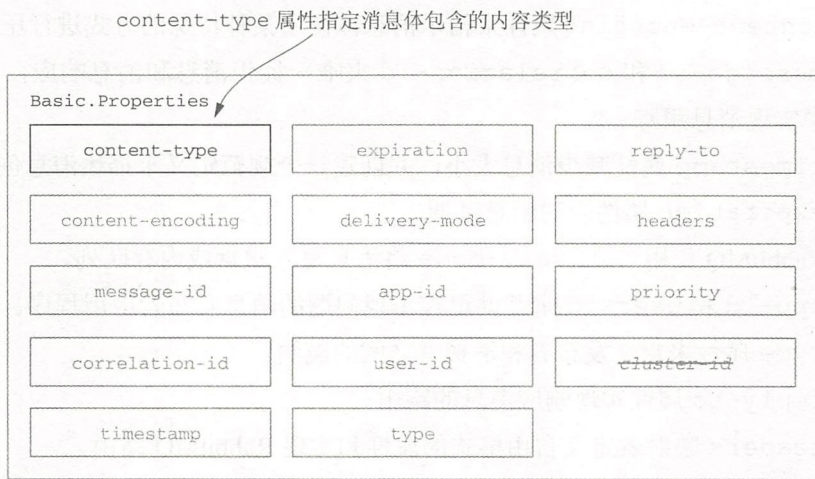 content-type 属性指定消息体包含的内容类型
Basic.Properties
content-type expiration reply-to
content-encoding delivery-mode headers
message-id app-id priority
correlation-id user-id cluster-id
timestamp type